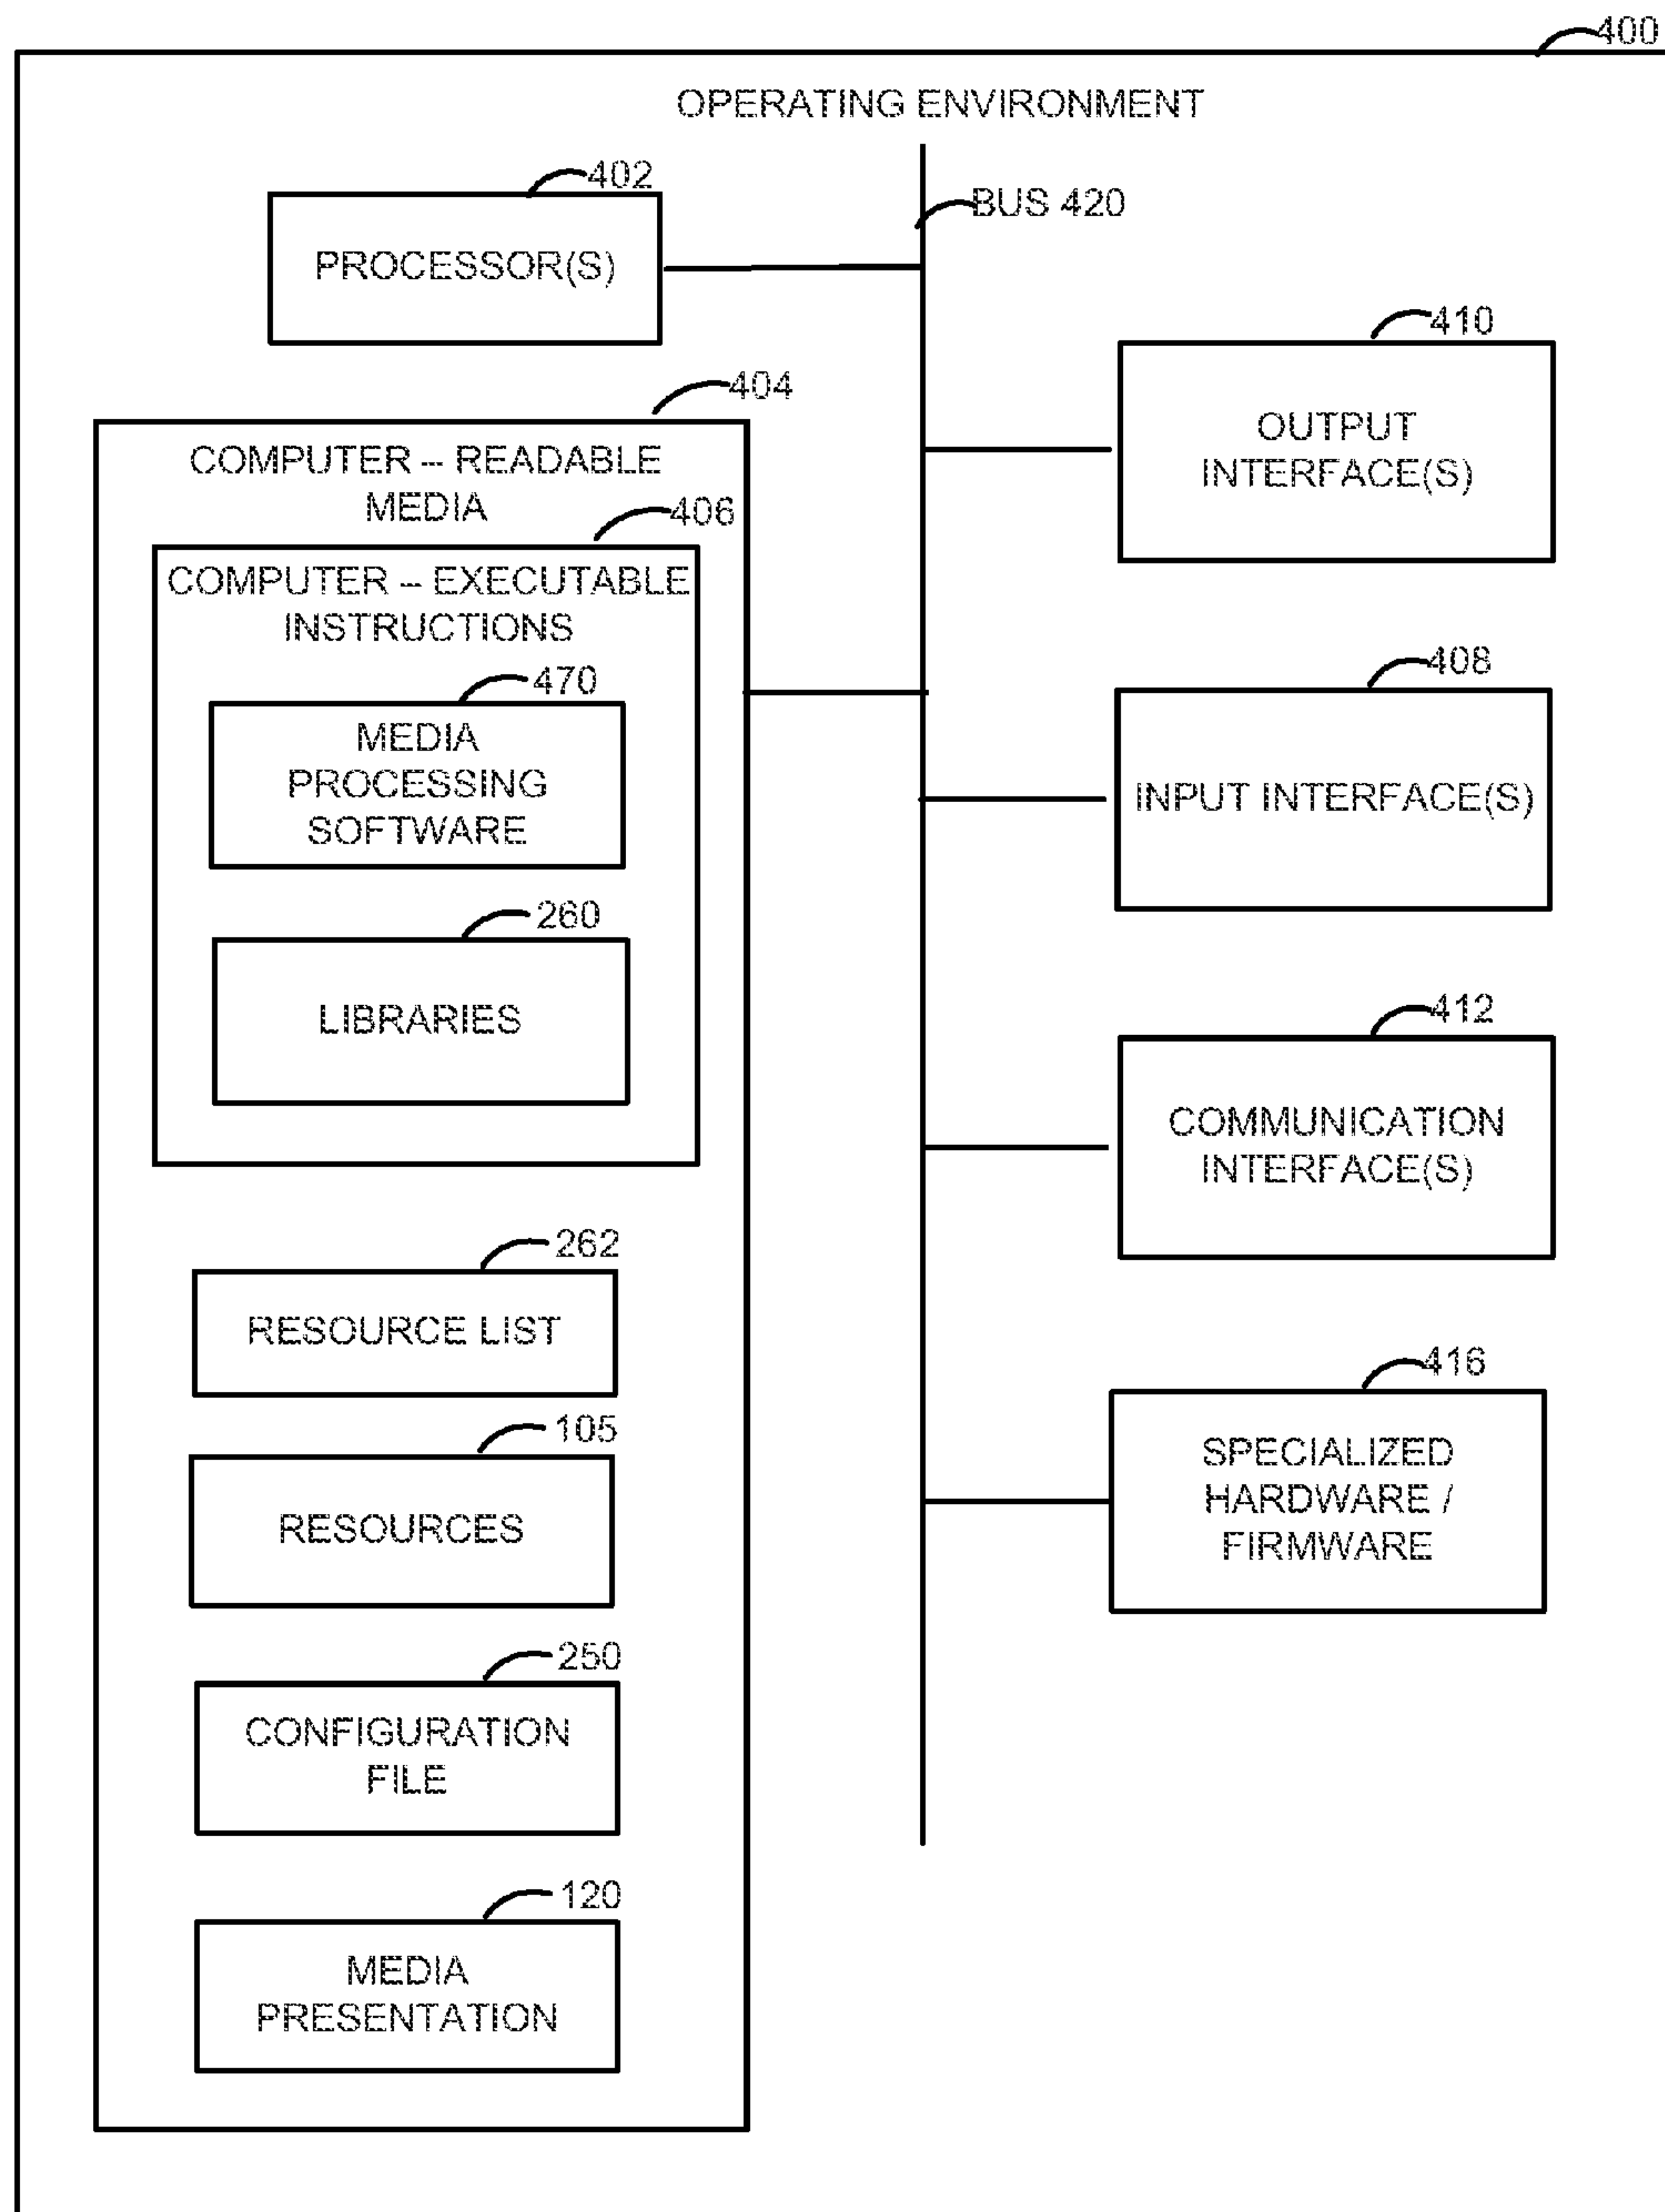 400
OPERATING ENVIRONMENT
402
PROCESSOR(S)
BUS 420
404
COMPUTER -- READABLE
MEDIA
406
COMPUTER -- EXECUTABLE
INSTRUCTIONS
470
MEDIA
PROCESSING
SOFTWARE
260
LIBRARIES
262
RESOURCE LIST
105
RESOURCES
250
CONFIGURATION
FILE
120
MEDIA
PRESENTATION
410
OUTPUT
INTERFACE(S)
408
INPUT INTERFACE(S)
412
COMMUNICATION
INTERFACE(S)
416
SPECIALIZED
HARDWARE /
FIRMWARE